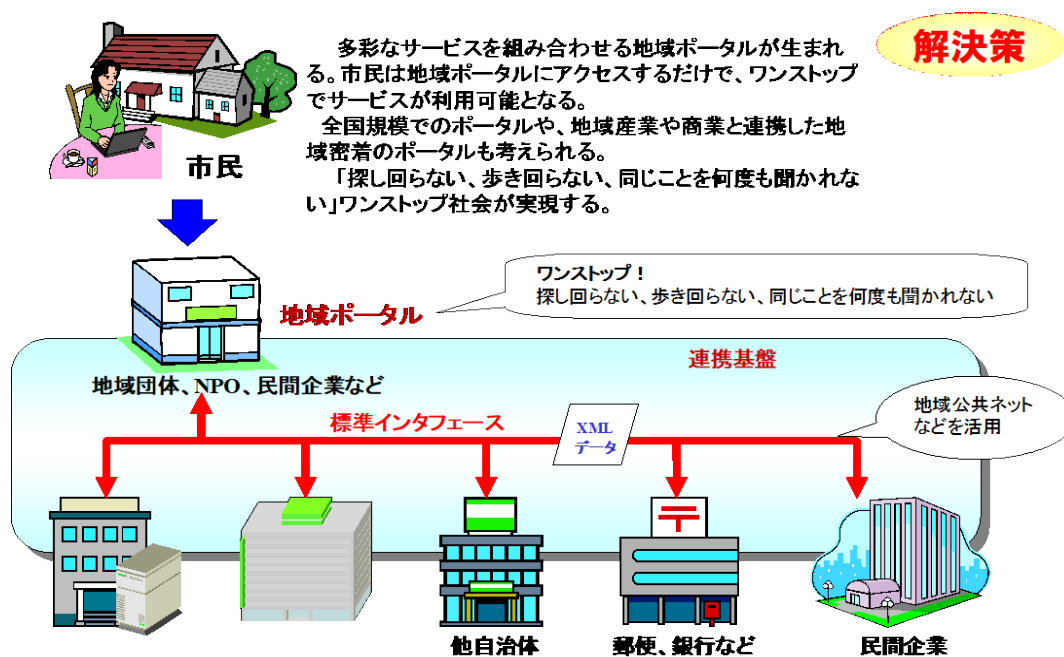 解決策
多彩なサービスを組み合わせる地域ポータルが生まれ
る。市民は地域ポータルにアクセスするだけで、ワンストップ
でサービスが利用可能となる。
全国規模でのポータルや、地域産業や商業と連携した地
域密着のポータルも考えられる。
「探し回らない、歩き回らない、同じことを何度も聞かれな
い」ワンストップ社会が実現する。
市民
ワンストップ！
探し回らない、歩き回らない、同じことを何度も聞かれない
地域ポータル
連携基盤
地域団体、NPO、民間企業など
標準インタフェース
XML
データ
地域公共ネット
などを活用
〒
他自治体
郵便、銀行など
民間企業